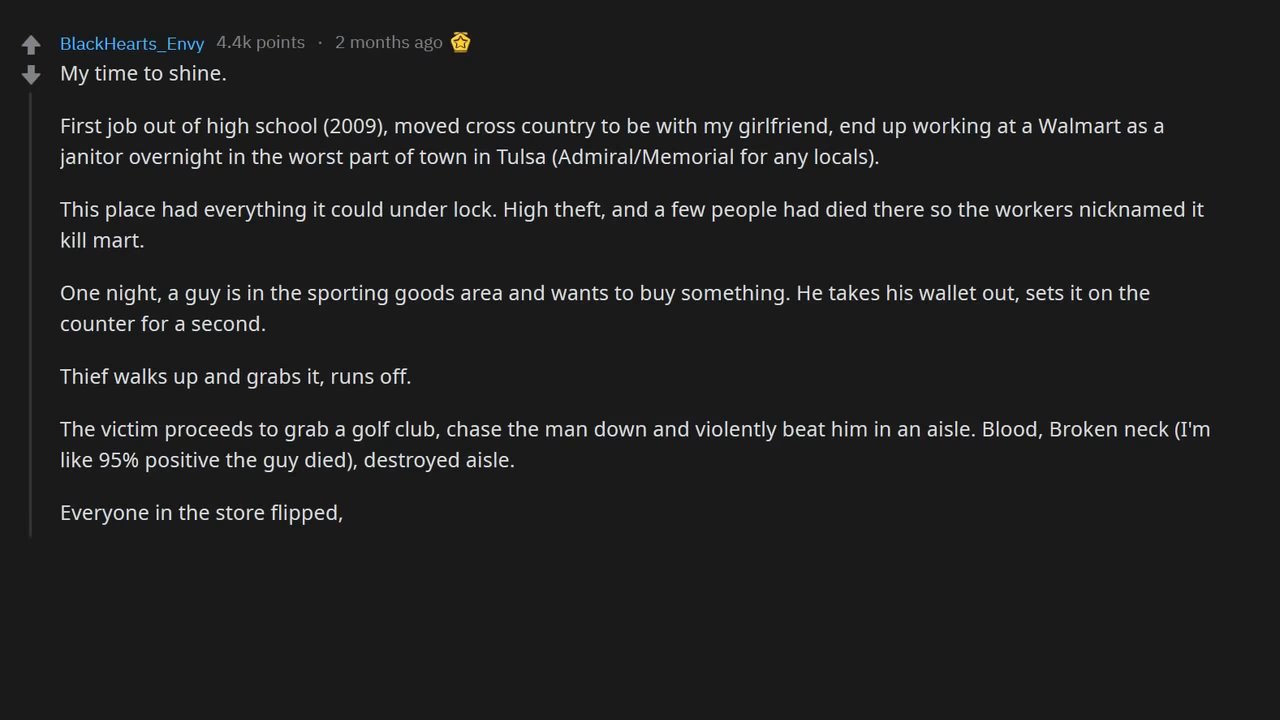 BlackHearts_Envy 4.4k points · 2 months ago
My time to shine.
First job out of high school (2009), moved cross country to be with my girlfriend, end up working at a Walmart as a
janitor overnight in the worst part of town in Tulsa (Admiral/Memorial for any locals).
This place had everything it could under lock. High theft, and a few people had died there so the workers nicknamed it
kill mart.
One night, a guy is in the sporting goods area and wants to buy something. He takes his wallet out, sets it on the
counter for a second.
Thief walks up and grabs it, runs off.
The victim proceeds to grab a golf club, chase the man down and violently beat him in an aisle. Blood, Broken neck (I'm
like 95% positive the guy died), destroyed aisle.
Everyone in the store flipped,